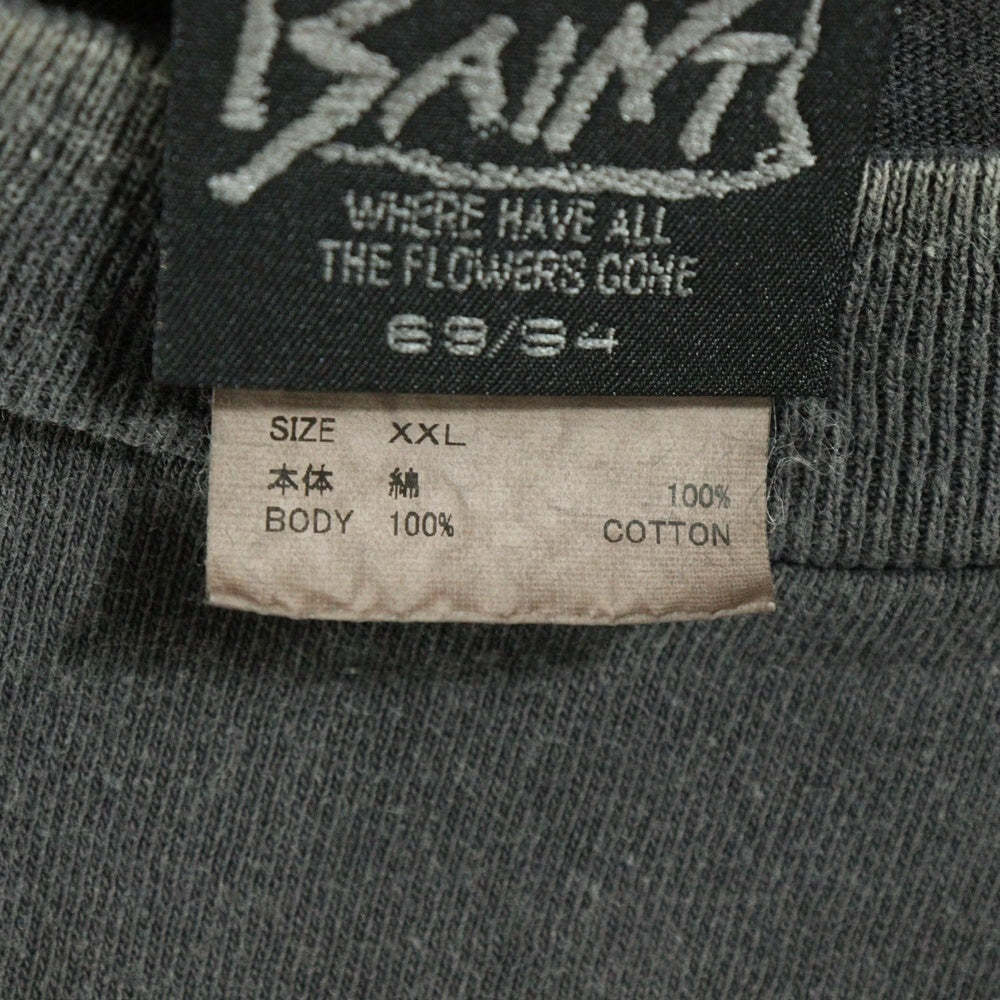 SAINT
WHERE HAVE ALL
THE FLOWERS GONE
69/94
SIZE XXL
本体 綿 100%
BODY 100% COTTON